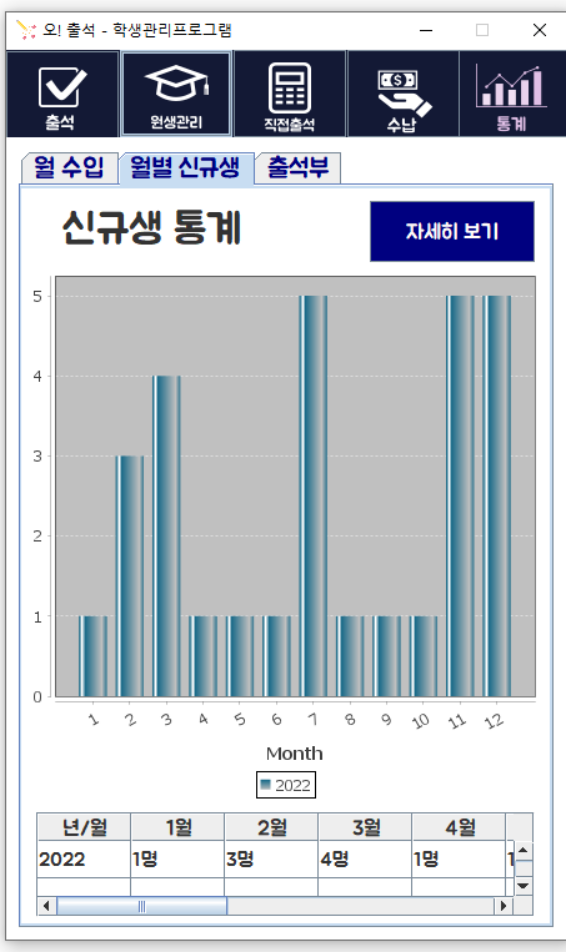 오! 출석 - 학생관리프로그램
출석 원생관리 직접출석 수납 통계
월 수입 월별 신규생 출석부
신규생 통계
자세히 보기
5
4
3
2
1
0
1 2 3 4 5 6 7 8 9 10 11 12
Month
2022
년/월 1월 2월 3월 4월
2022 1명 3명 4명 1명 1